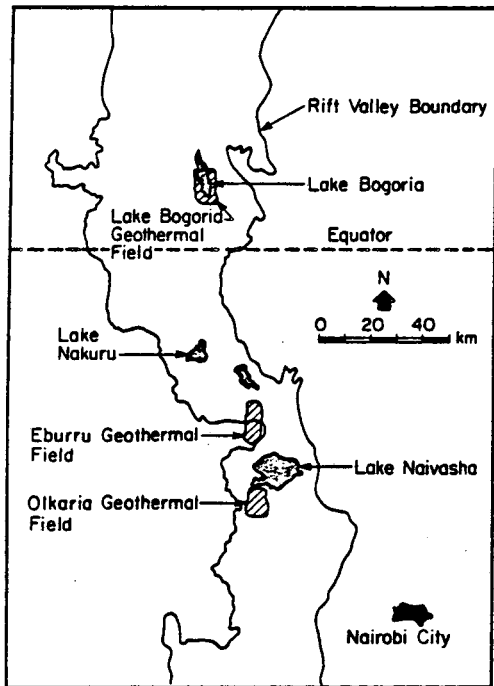 Rift Valley Boundary
Lake Bogoria
Lake Bogoria
Geothermal
Field
Equator
N
0 20 40
km
Lake
Nakuru
Eburru Geothermal
Field
Lake Naivasha
Olkaria Geothermal
Field
Nairobi City